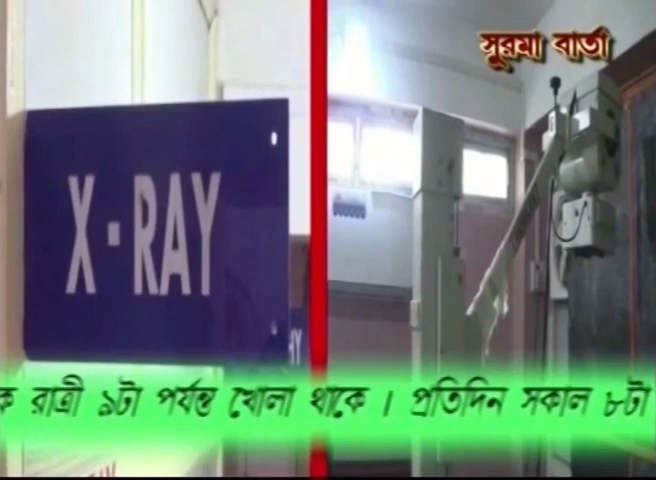 সুরমা বার্তা
X-RAY
ক রাত্রী ৯টা পর্যন্ত খোলা থাকে । প্রতিদিন সকাল ৮টা